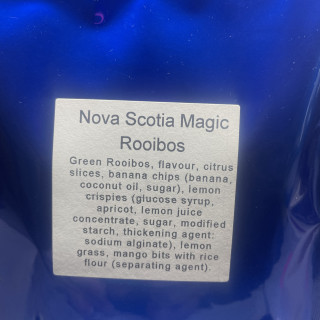 Nova Scotia Magic
Rooibos
Green Rooibos, flavour, citrus
slices, banana chips (banana,
coconut oil, sugar), lemon
crispies (glucose syrup,
apricot, lemon juice
concentrate, sugar, modified
starch, thickening agent:
sodium alginate), lemon
grass, mango bits with rice
flour (separating agent).